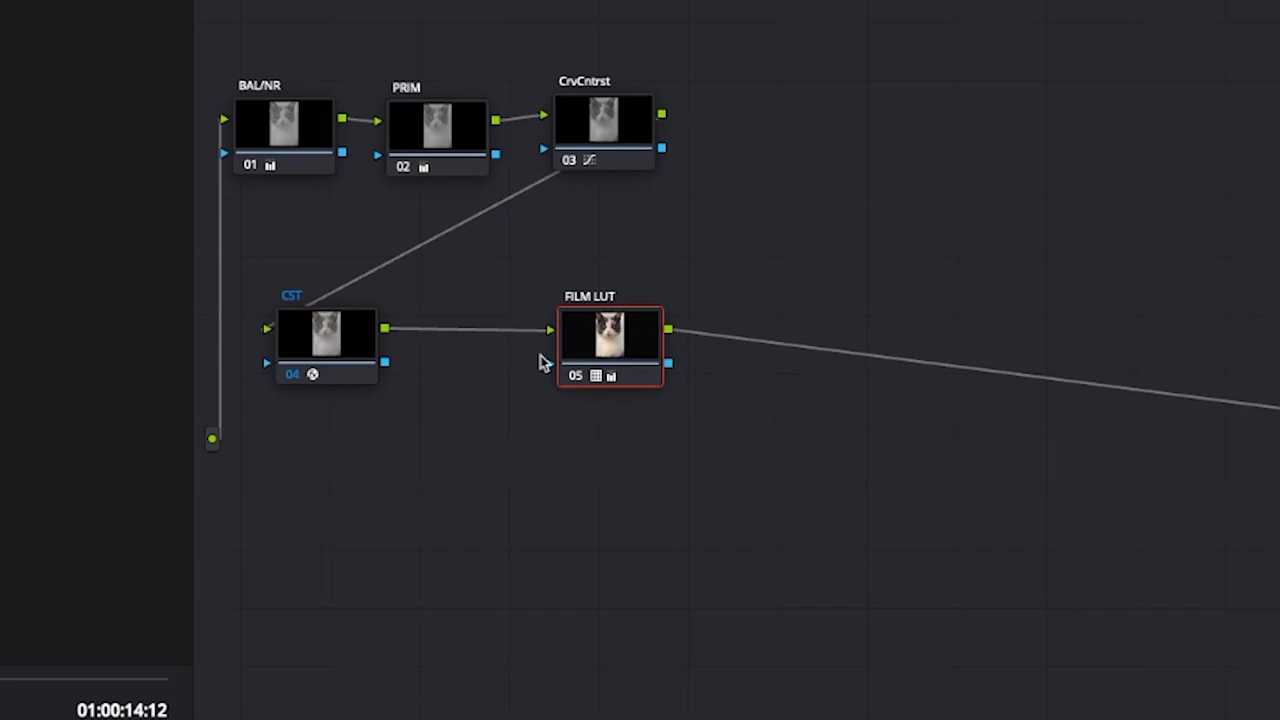 BAL/NR
PRIM
CrvCntrst
01
02
03
CST
FILM LUT
04
05
01:00:14:12